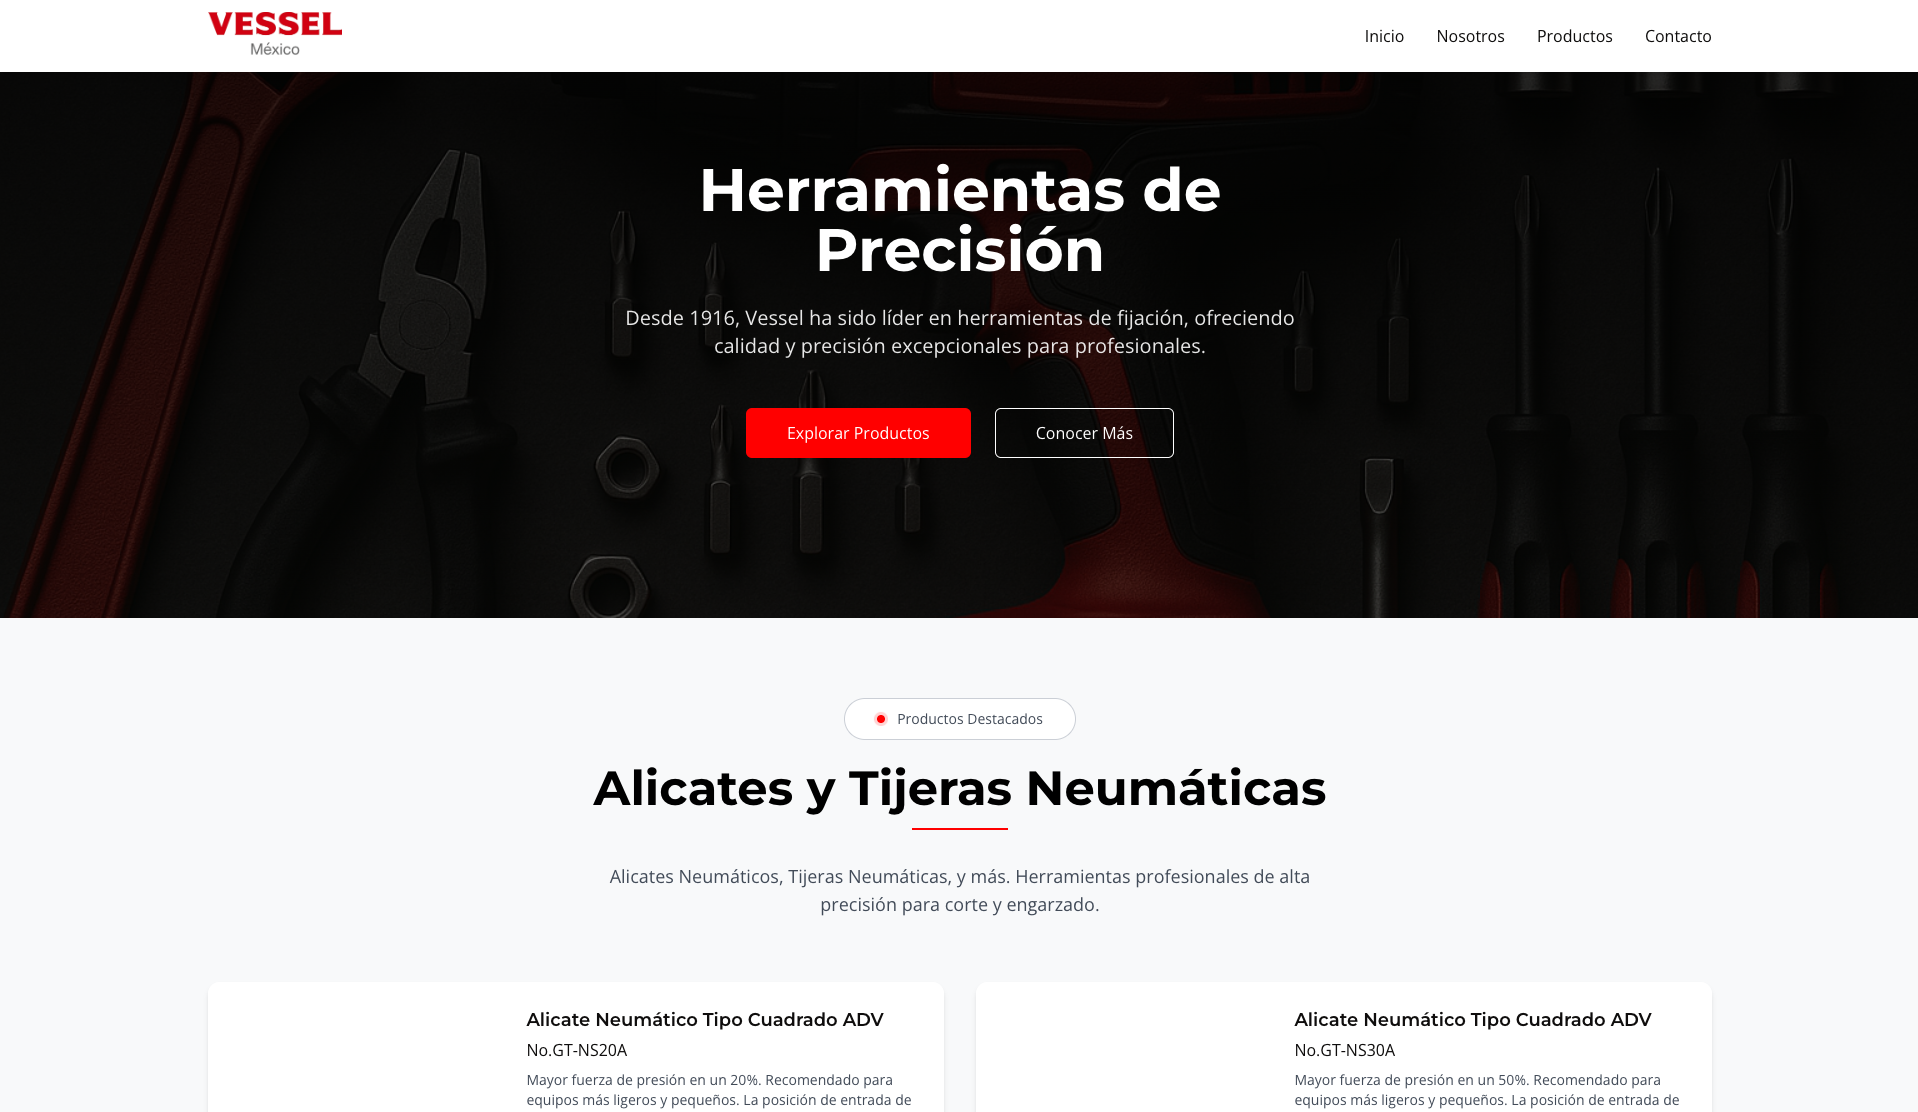 VESSEL
México
Inicio
Nosotros
Productos
Contacto
Herramientas de
Precisión
Desde 1916, Vessel ha sido líder en herramientas de fijación, ofreciendo
calidad y precisión excepcionales para profesionales.
Explorar Productos
Conocer Más
Productos Destacados
Alicates y Tijeras Neumáticas
Alicates Neumáticos, Tijeras Neumáticas, y más. Herramientas profesionales de alta
precisión para corte y engarzado.
Alicate Neumático Tipo Cuadrado ADV
No.GT-NS20A
Mayor fuerza de presión en un 20%. Recomendado para
equipos más ligeros y pequeños. La posición de entrada de
Alicate Neumático Tipo Cuadrado ADV
No.GT-NS30A
Mayor fuerza de presión en un 50%. Recomendado para
equipos más ligeros y pequeños. La posición de entrada de